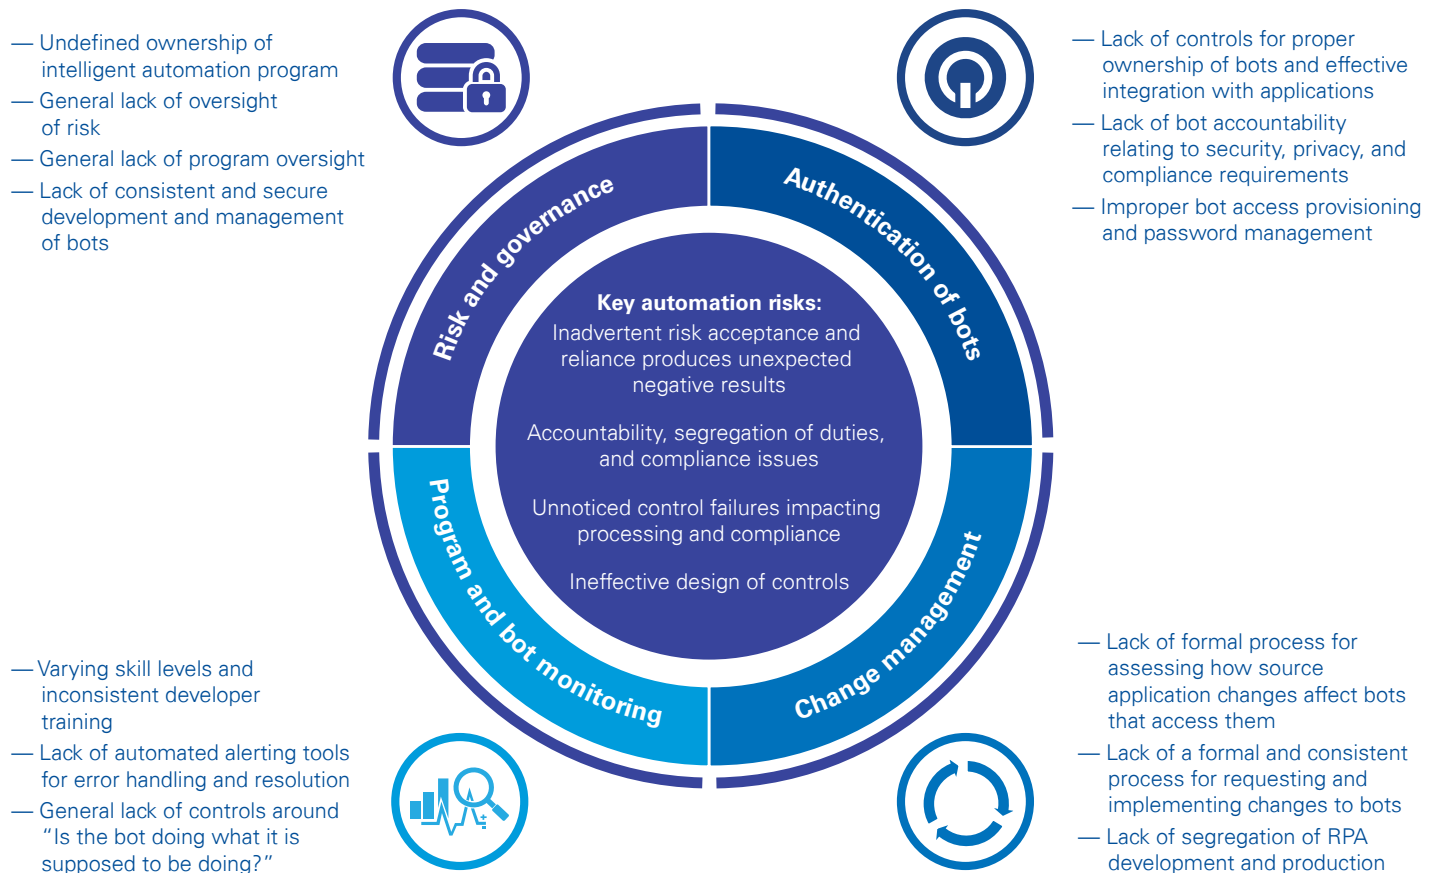 — Undefined ownership of
intelligent automation program
— General lack of oversight
of risk
— General lack of program oversight
— Lack of consistent and secure
development and management
of bots
— Lack of controls for proper
ownership of bots and effective
integration with applications
— Lack of bot accountability
relating to security, privacy, and
compliance requirements
— Improper bot access provisioning
and password management
Risk and governance
Authentication of bots
Key automation risks:
Inadvertent risk acceptance and
reliance produces unexpected
negative results
Accountability, segregation of duties,
and compliance issues
Unnoticed control failures impacting
processing and compliance
Ineffective design of controls
Program and bot monitoring
Change management
— Varying skill levels and
inconsistent developer
training
— Lack of automated alerting tools
for error handling and resolution
— General lack of controls around
“Is the bot doing what it is
supposed to be doing?”
— Lack of formal process for
assessing how source
application changes affect bots
that access them
— Lack of a formal and consistent
process for requesting and
implementing changes to bots
— Lack of segregation of RPA
development and production